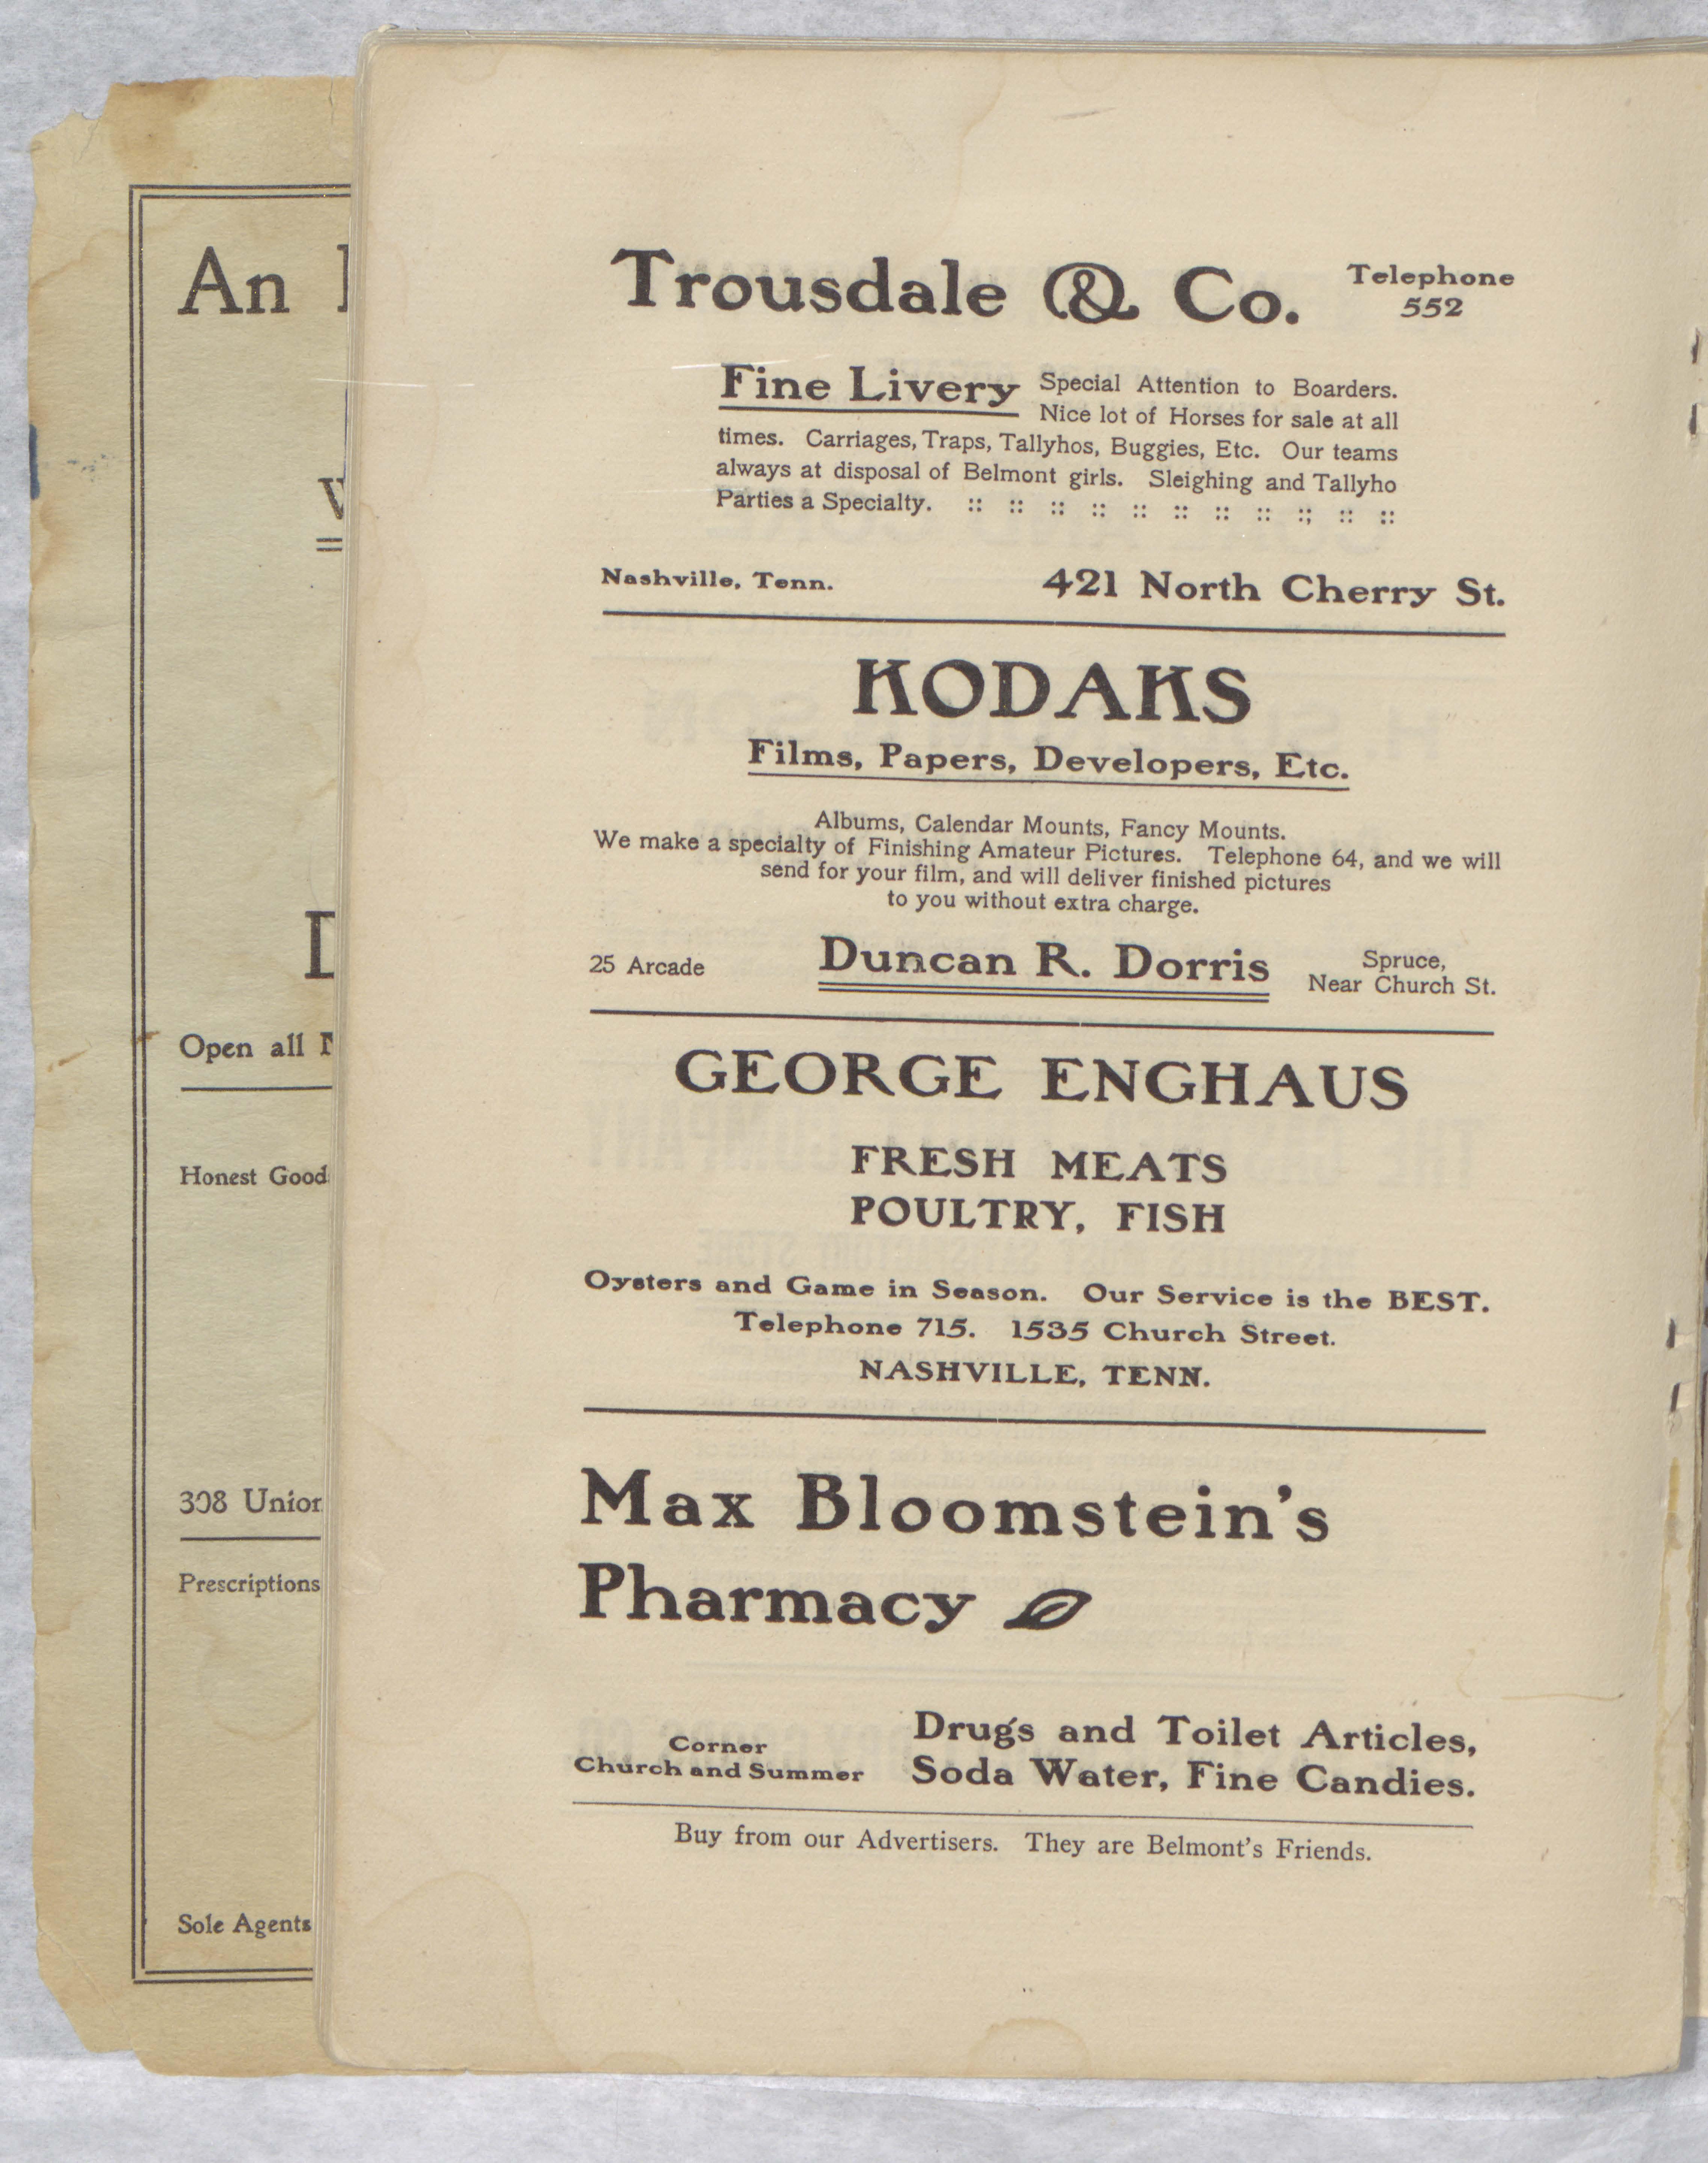 An
Open all
Honest Good
308 Union
Prescriptions
Sole Agents
Trousdale & Co.
Telephone
552
Fine Livery Special Attention to Boarders.
Nice lot of Horses for sale at all
times. Carriages, Traps, Tallyhos, Buggies, Etc. Our teams
always at disposal of Belmont girls. Sleighing and Tallyho
Parties a Specialty. :: :: :: :: :: :: :: :: :: :: ::
Nashville, Tenn. 421 North Cherry St.
KODAKS
Films, Papers, Developers, Etc.
Albums, Calendar Mounts, Fancy Mounts.
We make a specialty of Finishing Amateur Pictures. Telephone 64, and we will
send for your film, and will deliver finished pictures
to you without extra charge.
25 Arcade Duncan R. Dorris Spruce,
Near Church St.
GEORGE ENGHAUS
FRESH MEATS
POULTRY, FISH
Oysters and Game in Season. Our Service is the BEST.
Telephone 715. 1535 Church Street.
NASHVILLE, TENN.
Max Bloomstein's
Pharmacy
Corner
Church and Summer
Drugs and Toilet Articles,
Soda Water, Fine Candies.
Buy from our Advertisers. They are Belmont's Friends.